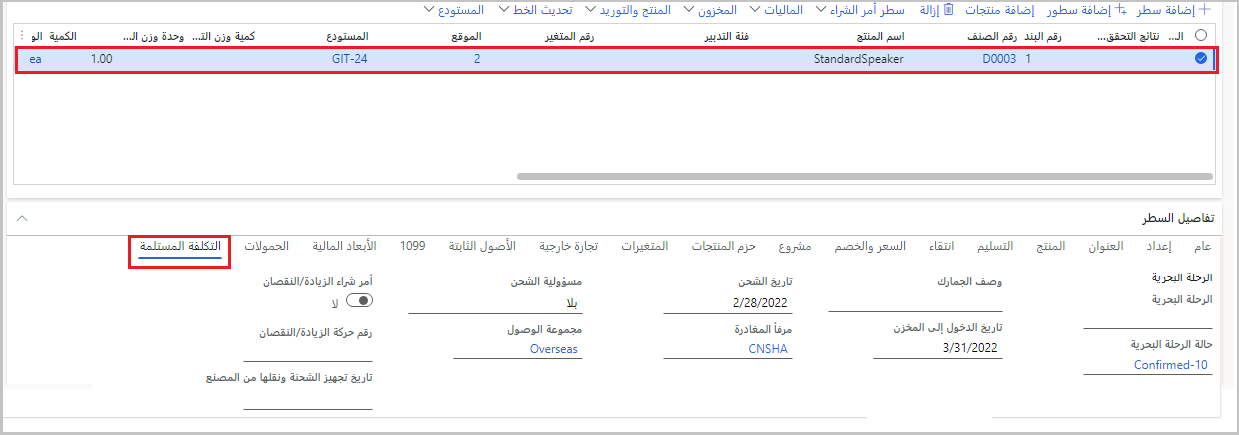 إضافة سطر إضافة سطور إضافة منتجات إزالة سطر أمر الشراء الماليات المخزون المنتج والتوريد تحديث الخط المستودع
ال... نتائج التحقق... رقم البند رقم الصنف اسم المنتج فئة التدبير رقم المتغير الموقع المستودع كمية وزن الت... وحدة وزن ال... الكمية الو
1 D0003 StandardSpeaker 2 GIT-24 1.00 ea
تفاصيل السطر
عام إعداد العنوان المنتج التسليم انتقاء السعر والخصم مشروع حزم المنتجات المتغيرات تجارة خارجية الأصول الثابتة 1099 الأبعاد المالية الحمولات التكلفة المستلمة
الرحلة البحرية
الرحلة البحرية
حالة الرحلة البحرية
Confirmed-10
وصف الجمارك
تاريخ الدخول إلى المخزن
3/31/2022
تاريخ الشحن
2/28/2022
مرفأ المغادرة
CNSHA
مسؤولية الشحن
بلا
مجموعة الوصول
Overseas
أمر شراء الزيادة/النقصان
لا
رقم حركة الزيادة/النقصان
تاريخ تجهيز الشحنة ونقلها من المصنع